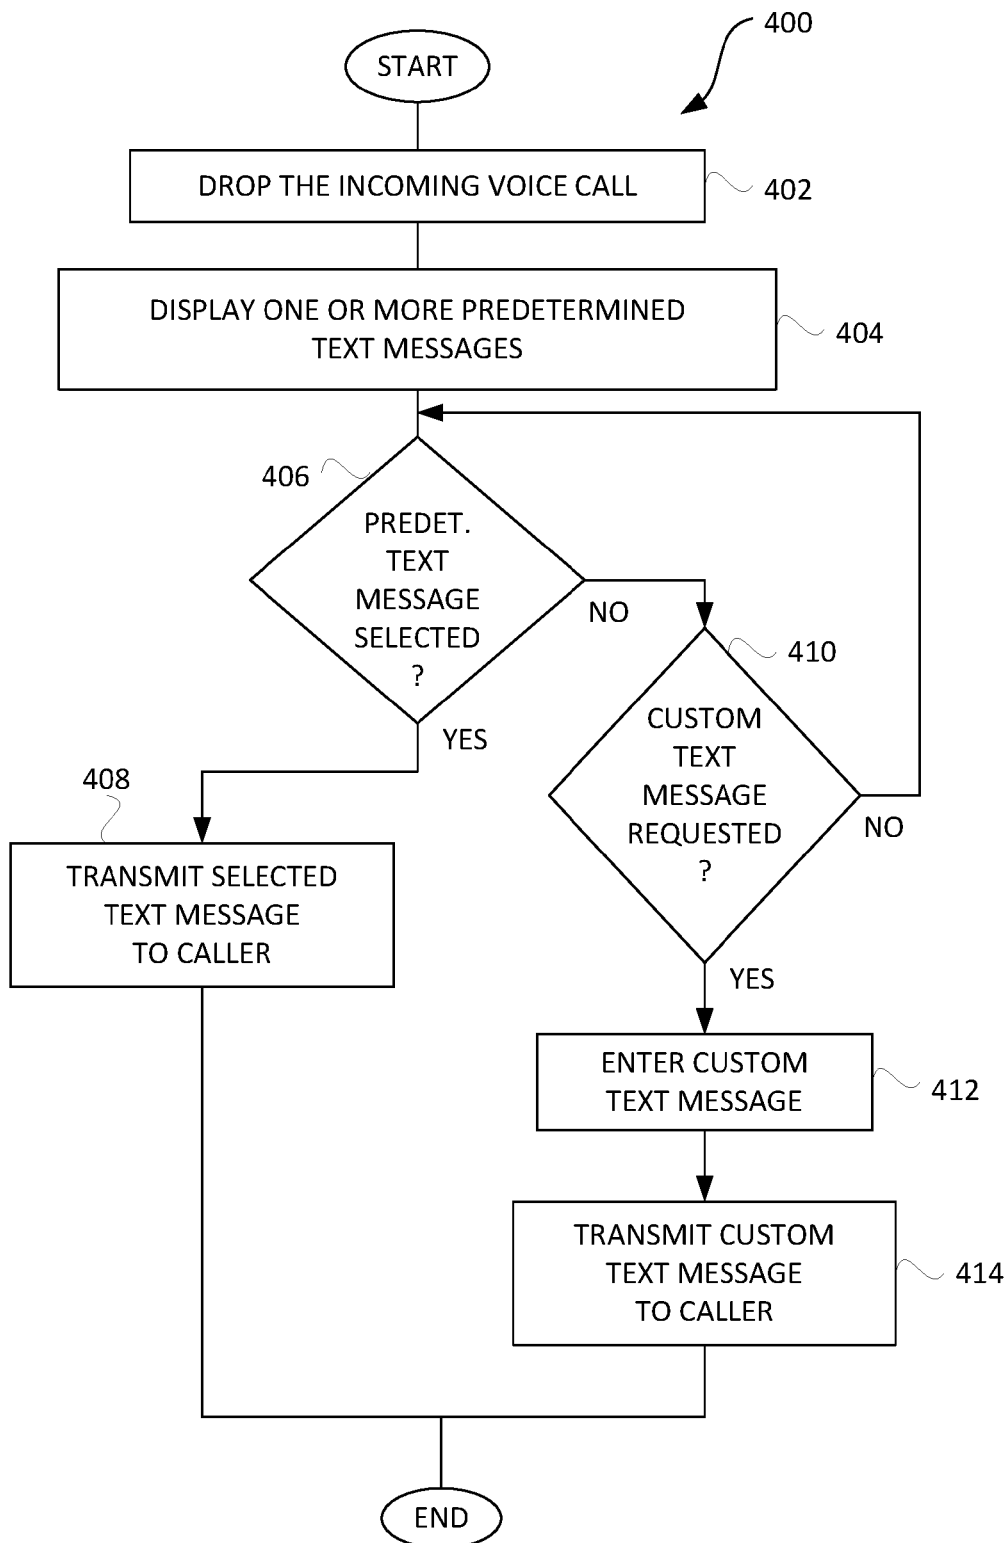 400
START
DROP THE INCOMING VOICE CALL
402
DISPLAY ONE OR MORE PREDETERMINED
TEXT MESSAGES
404
406
PREDET.
TEXT
MESSAGE
SELECTED
?
NO
YES
410
CUSTOM
TEXT
MESSAGE
REQUESTED
?
NO
YES
408
TRANSMIT SELECTED
TEXT MESSAGE
TO CALLER
ENTER CUSTOM
TEXT MESSAGE
412
TRANSMIT CUSTOM
TEXT MESSAGE
TO CALLER
414
END